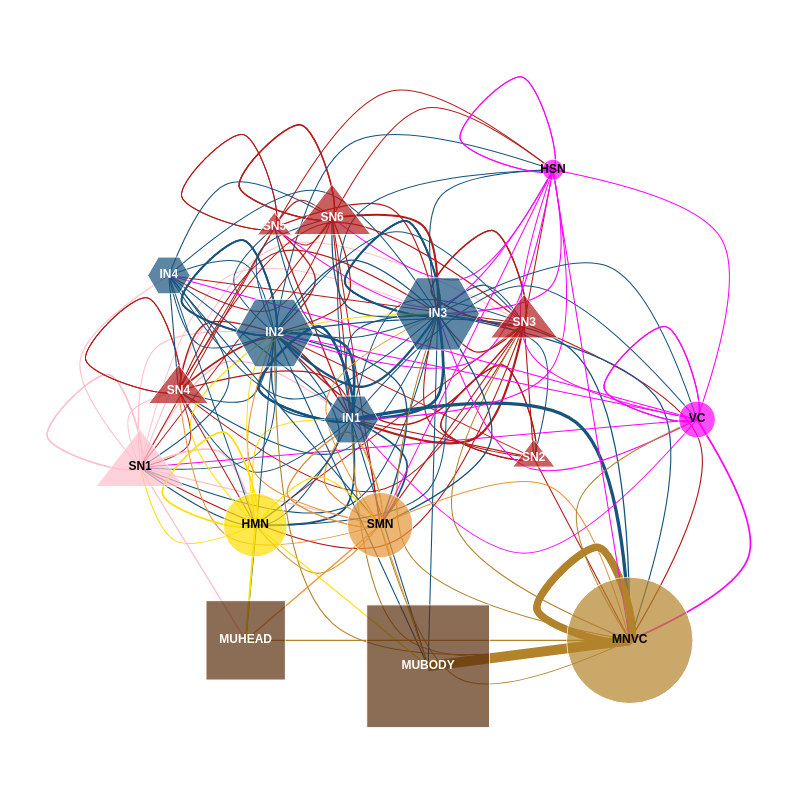 HSN
SN6
SN5
IN4
IN3
SN3
IN2
SN4
IN1
VC
SN2
SN1
HMN
SMN
MUHEAD
MNVC
MUBODY